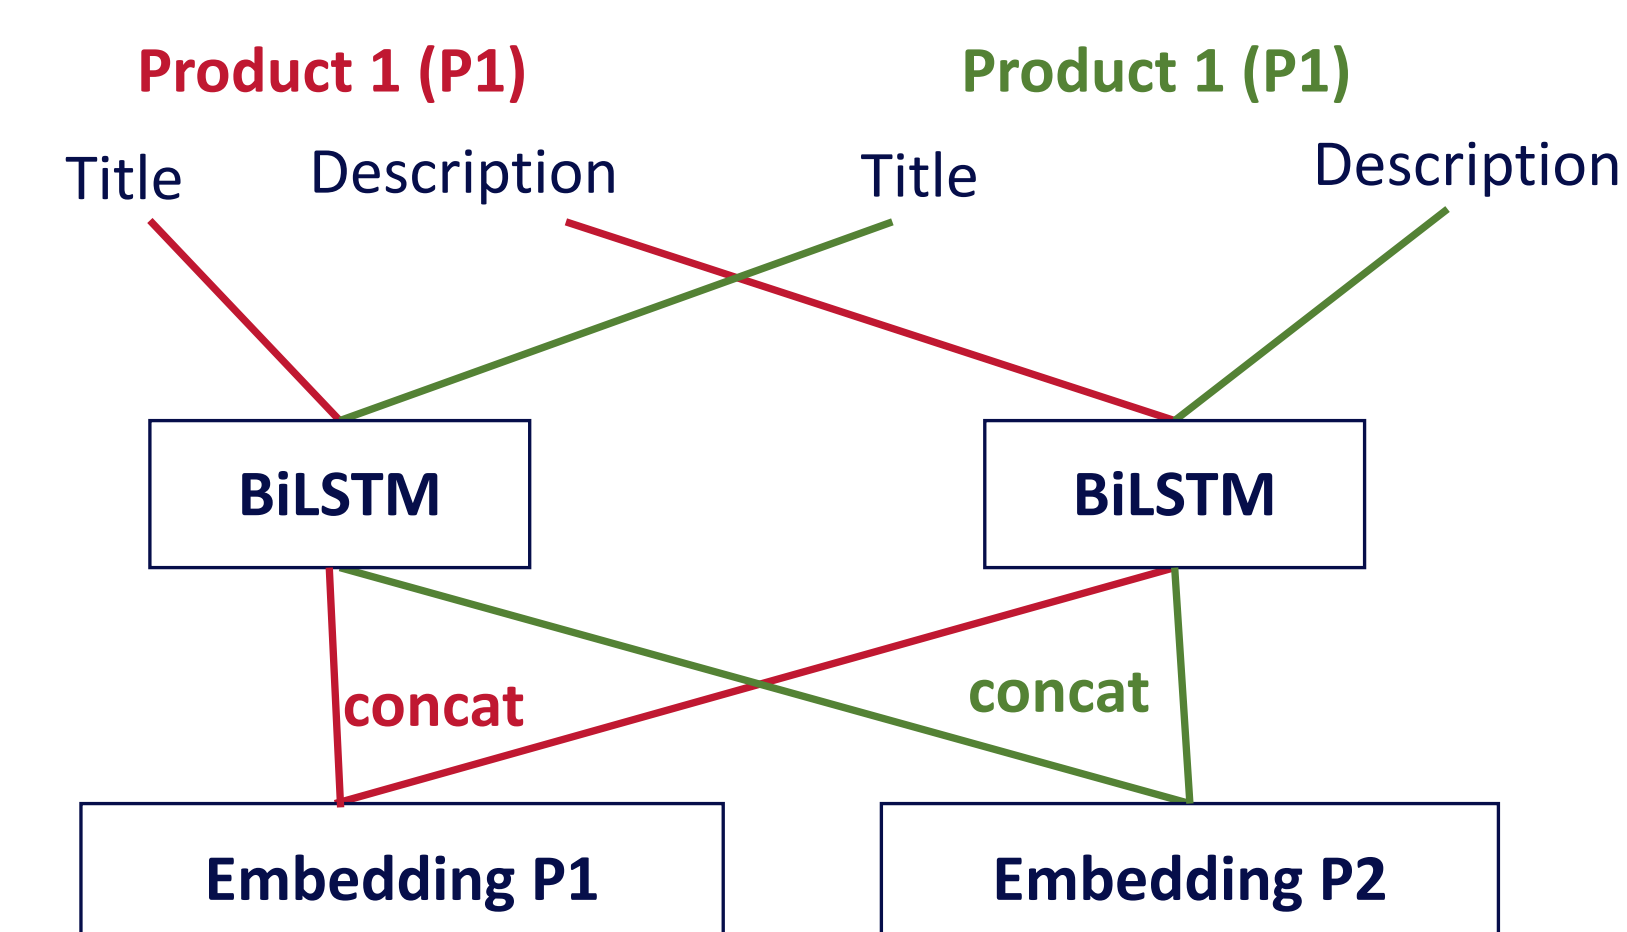 Product 1 (P1)
Product 1 (P1)
Title
Description
Title
Description
BiLSTM
BiLSTM
concat
concat
Embedding P1
Embedding P2